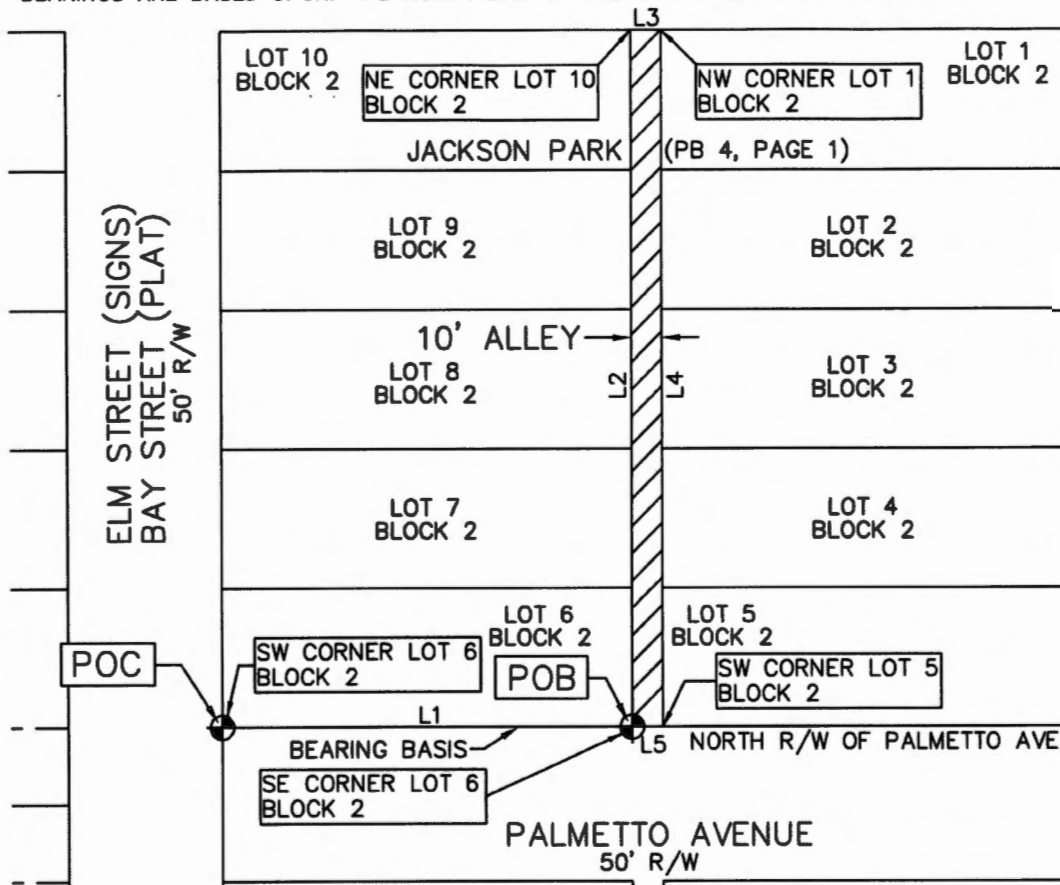 L3
LOT 10
BLOCK 2
NE CORNER LOT 10
BLOCK 2
NW CORNER LOT 1
BLOCK 2
LOT 1
BLOCK 2
JACKSON PARK (PB 4, PAGE 1)
ELM STREET (SIGNS)
BAY STREET (PLAT)
50' R/W
LOT 9
BLOCK 2
LOT 2
BLOCK 2
10' ALLEY
LOT 8
BLOCK 2
L2
L4
LOT 3
BLOCK 2
LOT 7
BLOCK 2
LOT 4
BLOCK 2
LOT 6
BLOCK 2
LOT 5
BLOCK 2
POC
SW CORNER LOT 6
BLOCK 2
POB
SW CORNER LOT 5
BLOCK 2
L1
BEARING BASIS
L5
NORTH R/W OF PALMETTO AVE
SE CORNER LOT 6
BLOCK 2
PALMETTO AVENUE
50' R/W